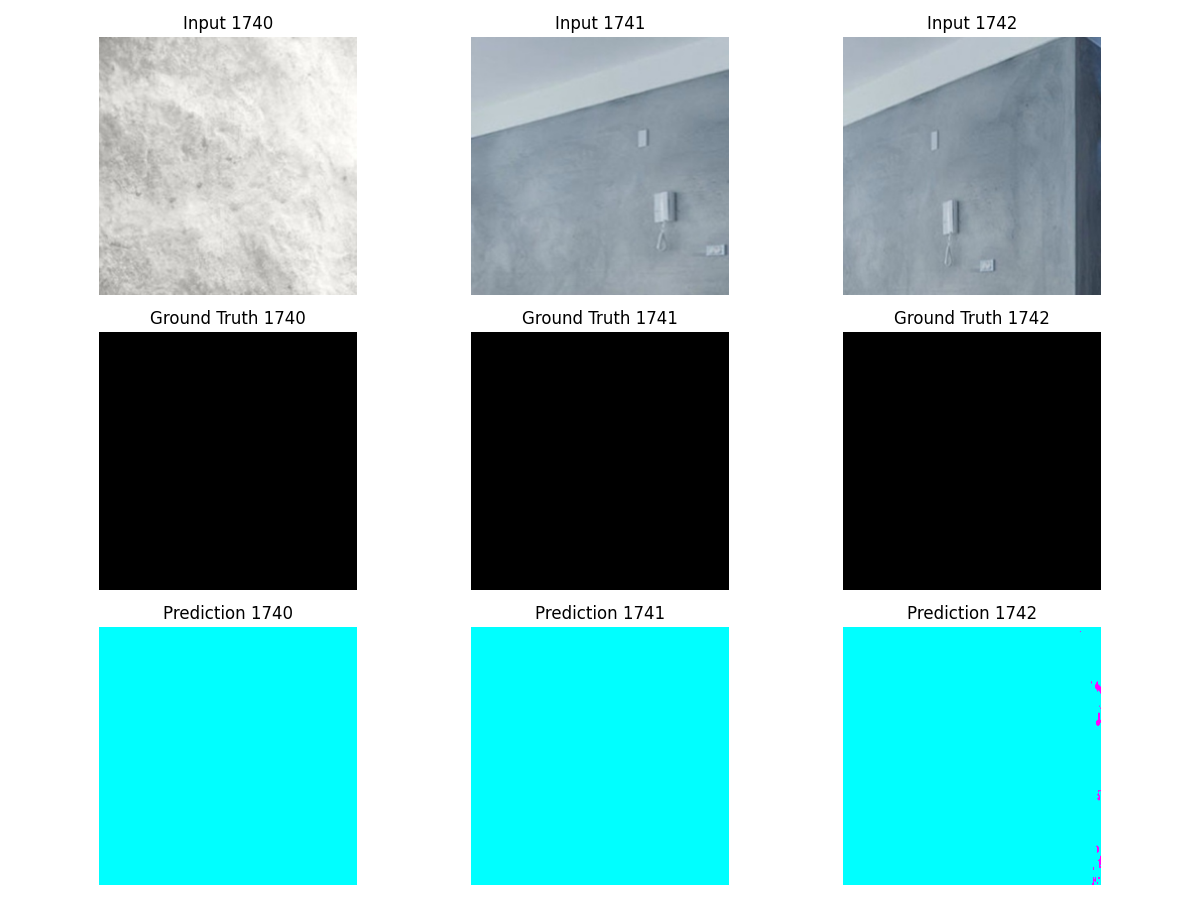 Input 1740
Input 1741
Input 1742
Ground Truth 1740
Ground Truth 1741
Ground Truth 1742
Prediction 1740
Prediction 1741
Prediction 1742